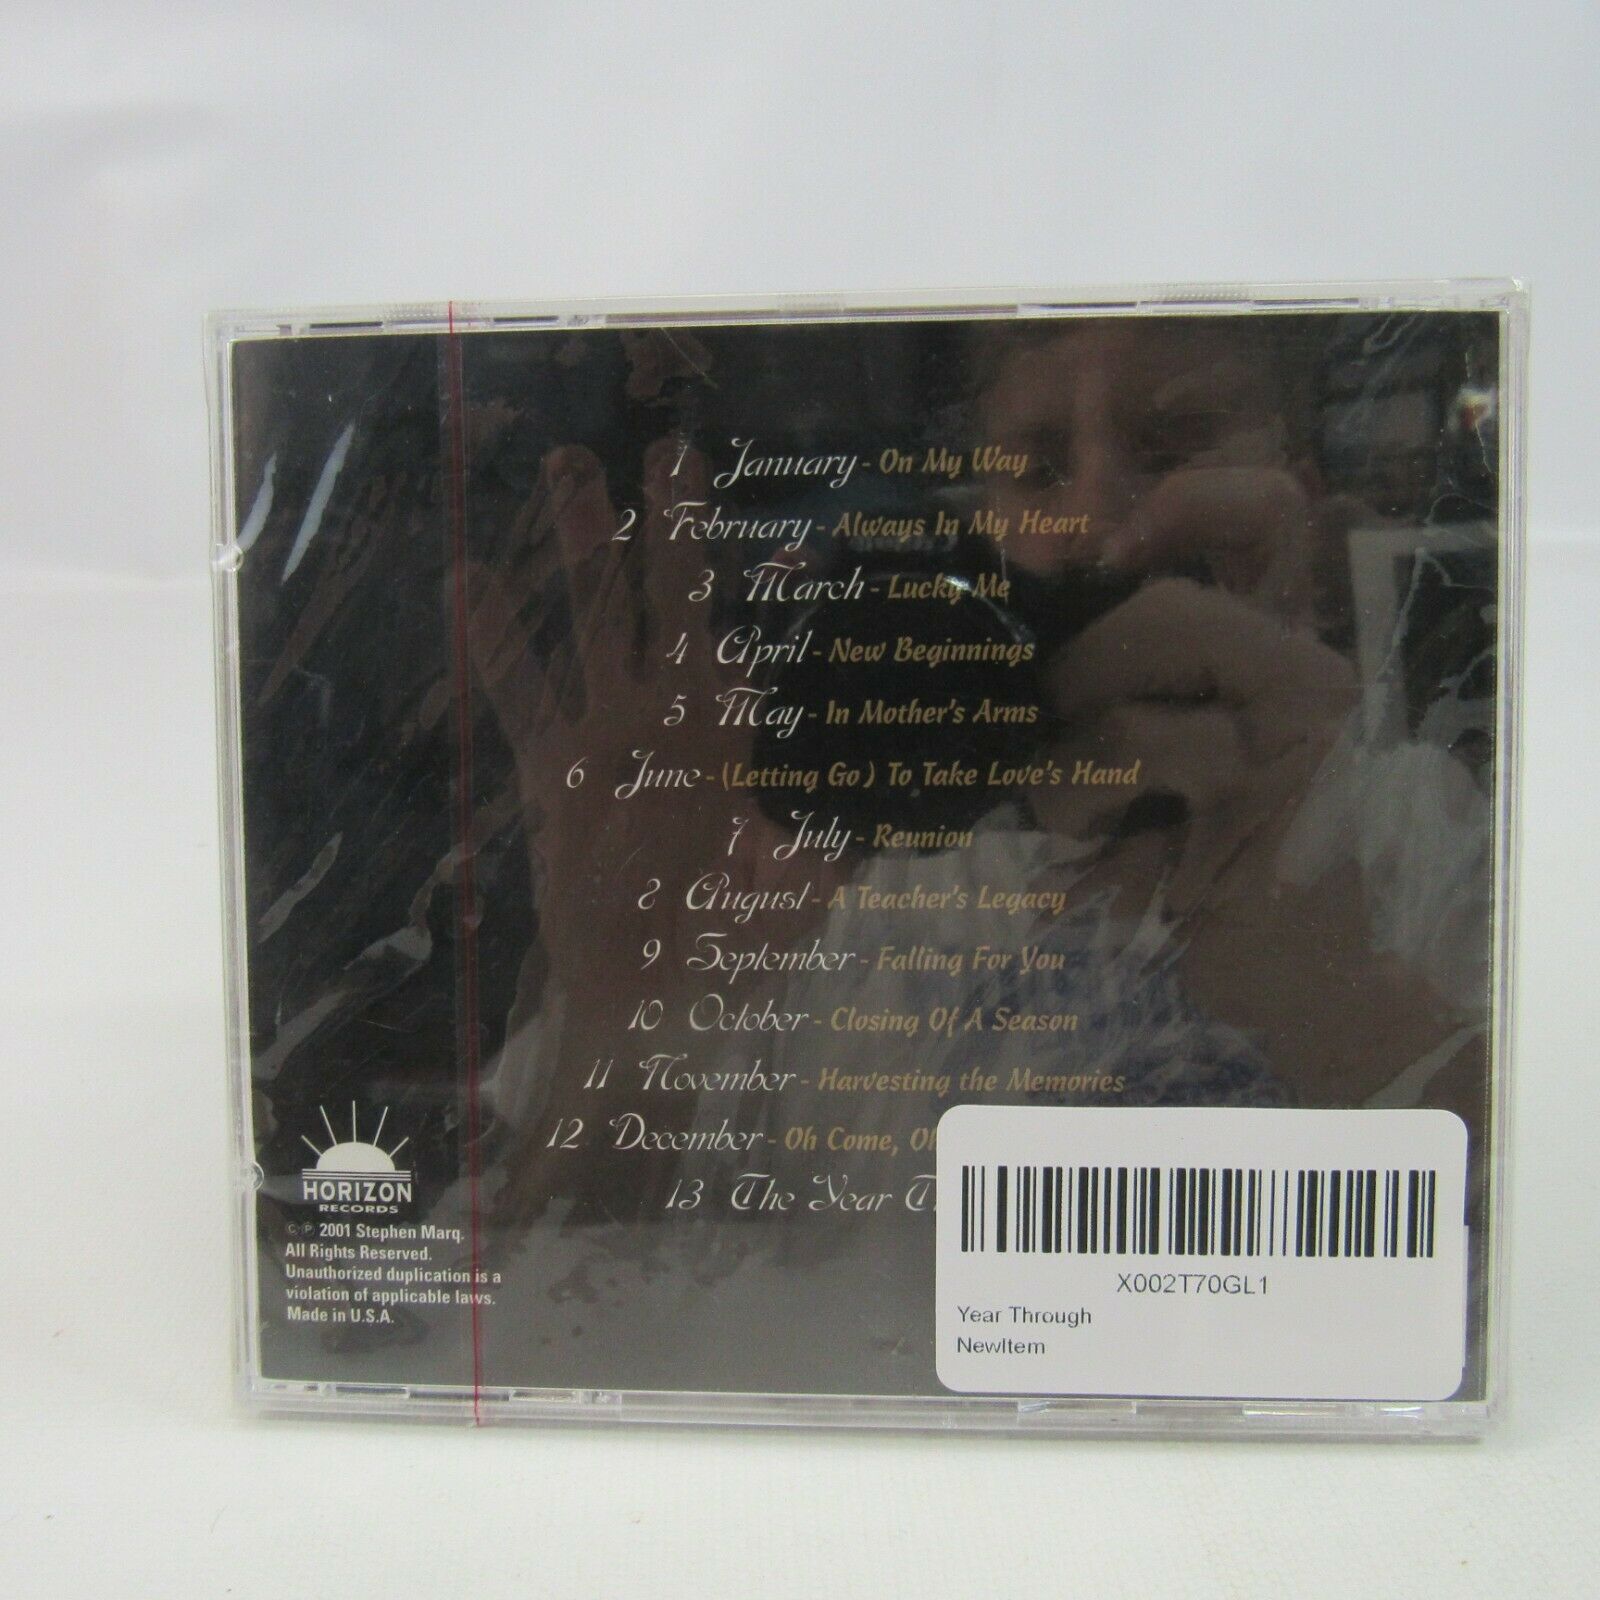 1 January - On My Way
2 February - Always In My Heart
3 March - Lucky Me
4 April - New Beginnings
5 May - In Mother's Arms
6 June - (Letting Go) To Take Love's Hand
7 July - Reunion
8 August - A Teacher's Legacy
9 September - Falling For You
10 October - Closing Of A Season
11 November - Harvesting the Memories
12 December - Oh Come,
13 The Year
HORIZON
RECORDS
©℗ 2001 Stephen Marq.
All Rights Reserved.
Unauthorized duplication is a
violation of applicable laws.
Made in U.S.A.
X002T70GL1
Year Through
NewItem